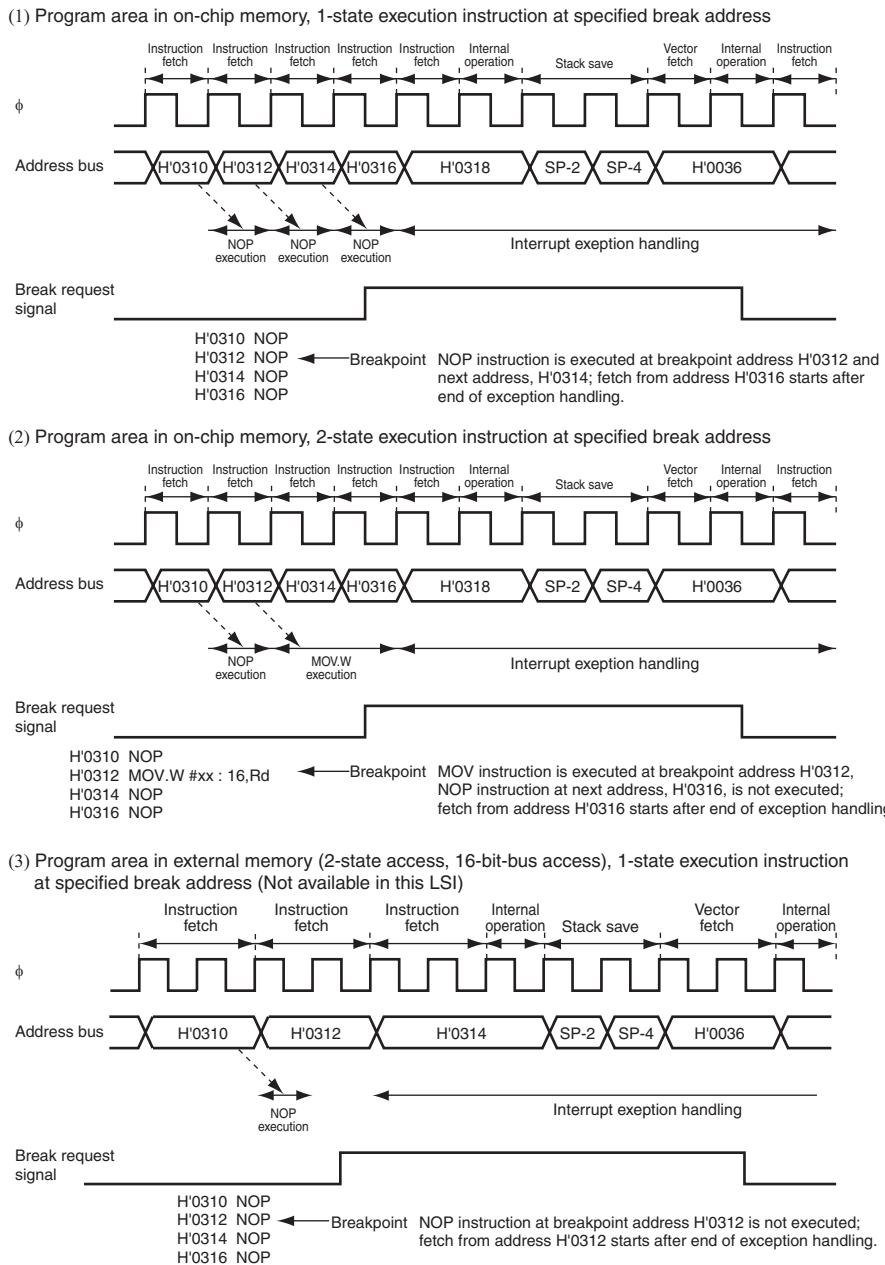 (1) Program area in on-chip memory, 1-state execution instruction at specified break address
Instruction fetch Instruction fetch Instruction fetch Instruction fetch Instruction fetch Internal operation Stack save Vector fetch Internal operation Instruction fetch
φ
Address bus H'0310 H'0312 H'0314 H'0316 H'0318 SP-2 SP-4 H'0036
NOP execution NOP execution NOP execution Interrupt exeption handling
Break request signal
H'0310 NOP
H'0312 NOP Breakpoint NOP instruction is executed at breakpoint address H'0312 and
H'0314 NOP next address, H'0314; fetch from address H'0316 starts after
H'0316 NOP end of exception handling.
(2) Program area in on-chip memory, 2-state execution instruction at specified break address
Instruction fetch Instruction fetch Instruction fetch Instruction fetch Instruction fetch Internal operation Stack save Vector fetch Internal operation Instruction fetch
φ
Address bus H'0310 H'0312 H'0314 H'0316 H'0318 SP-2 SP-4 H'0036
NOP execution MOV.W execution Interrupt exeption handling
Break request signal
H'0310 NOP
H'0312 MOV.W #xx : 16,Rd Breakpoint MOV instruction is executed at breakpoint address H'0312,
H'0314 NOP NOP instruction at next address, H'0316, is not executed;
H'0316 NOP fetch from address H'0316 starts after end of exception handling
(3) Program area in external memory (2-state access, 16-bit-bus access), 1-state execution instruction
at specified break address (Not available in this LSI)
Instruction fetch Instruction fetch Instruction fetch Internal operation Stack save Vector fetch Internal operation
φ
Address bus H'0310 H'0312 H'0314 SP-2 SP-4 H'0036
NOP execution Interrupt exeption handling
Break request signal
H'0310 NOP
H'0312 NOP Breakpoint NOP instruction at breakpoint address H'0312 is not executed;
H'0314 NOP fetch from address H'0312 starts after end of exception handling.
H'0316 NOP